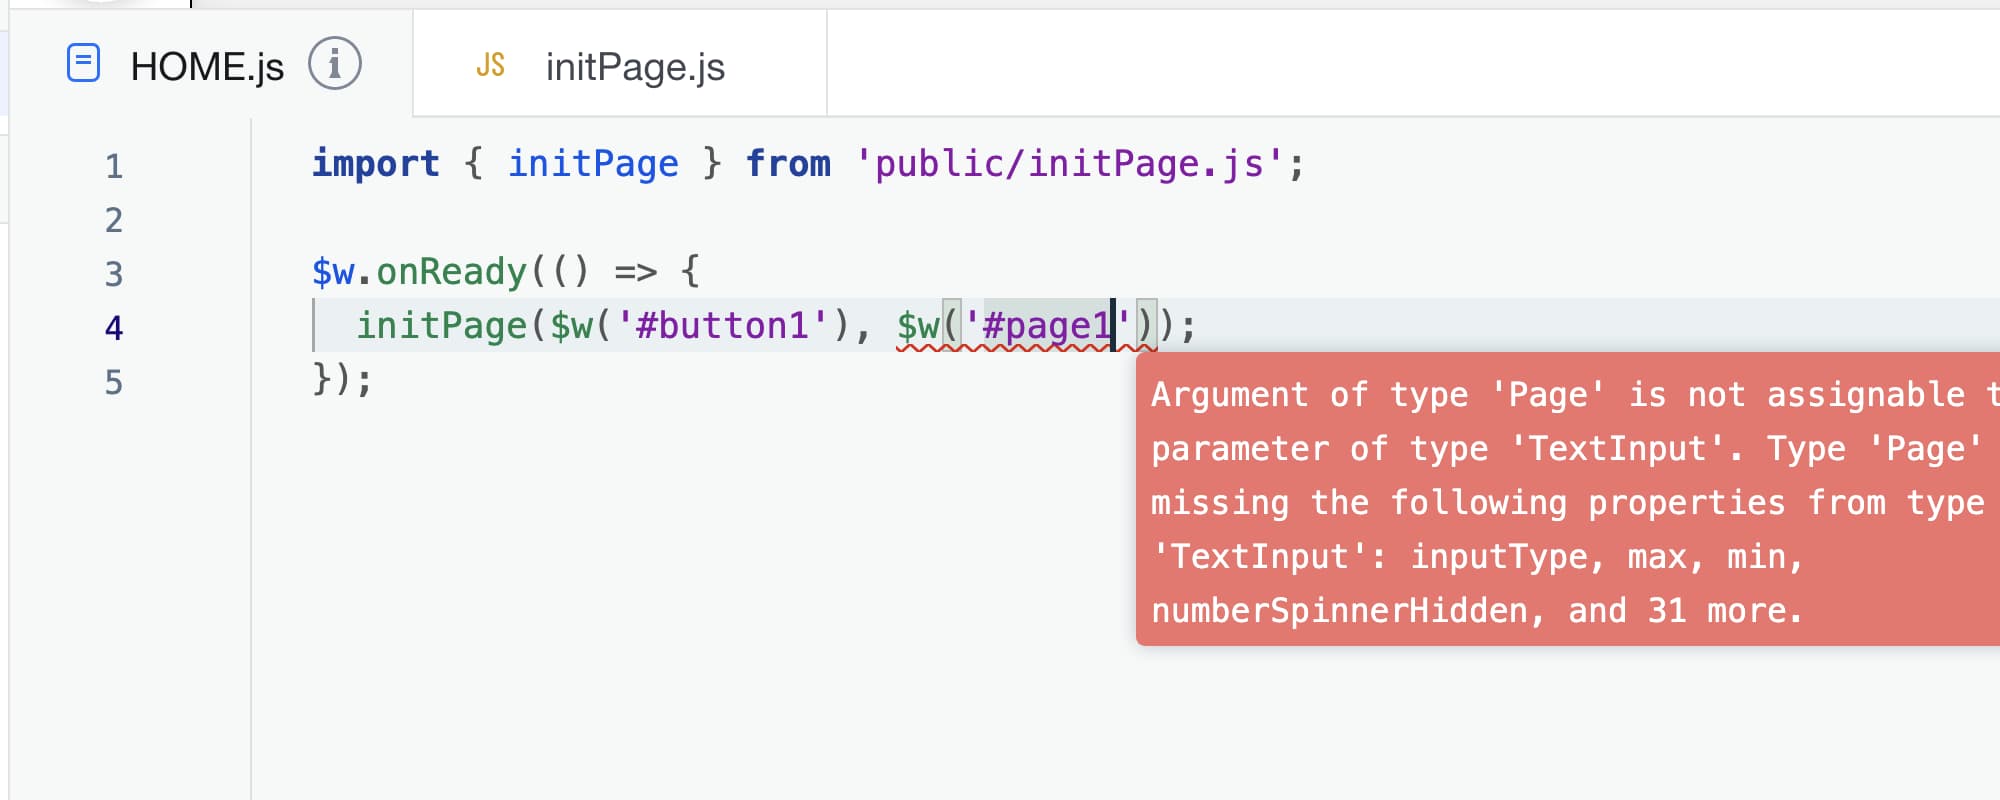 HOME.js i JS initPage.js
1 import { initPage } from 'public/initPage.js';
2
3 $w.onReady(() => {
4 initPage($w('#button1'), $w('#page1'));
5 });
Argument of type 'Page' is not assignable t
parameter of type 'TextInput'. Type 'Page'
missing the following properties from type
'TextInput': inputType, max, min,
numberSpinnerHidden, and 31 more.